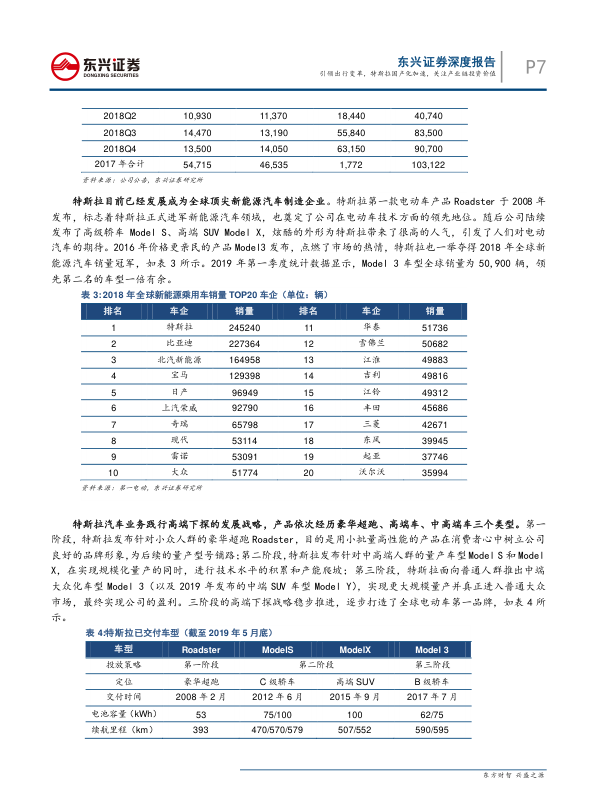 东兴证券
DONGXING SECURITIES
东兴证券深度报告
引领出行变革，特斯拉国产化加速，关注产业链投资价值
P7
2018Q2 10,930 11,370 18,440 40,740
2018Q3 14,470 13,190 55,840 83,500
2018Q4 13,500 14,050 63,150 90,700
2017 年合计 54,715 46,535 1,772 103,122
资料来源：公司公告，东兴证券研究所
特斯拉目前已经发展成为全球顶尖新能源汽车制造企业。特斯拉第一款电动车产品 Roadster 于 2008 年
发布，标志着特斯拉正式进军新能源汽车领域，也奠定了公司在电动车技术方面的领先地位。随后公司陆续
发布了高级轿车 Model S、高端 SUV Model X，炫酷的外形为特斯拉带来了很高的人气，引发了人们对电动
汽车的期待。2016 年价格更亲民的产品 Model3 发布，点燃了市场的热情，特斯拉也一举夺得 2018 年全球新
能源汽车销量冠军，如表 3 所示。2019 年第一季度统计数据显示，Model 3 车型全球销量为 50,900 辆，领
先第二名的车型一倍有余。
表 3:2018 年全球新能源乘用车销量 TOP20 车企（单位：辆）
排名 车企 销量 排名 车企 销量
1 特斯拉 245240 11 华泰 51736
2 比亚迪 227364 12 雪佛兰 50682
3 北汽新能源 164958 13 江淮 49883
4 宝马 129398 14 吉利 49816
5 日产 96949 15 江铃 49312
6 上汽荣威 92790 16 丰田 45686
7 奇瑞 65798 17 三菱 42671
8 现代 53114 18 东风 39945
9 雷诺 53091 19 起亚 37746
10 大众 51774 20 沃尔沃 35994
资料来源：第一电动，东兴证券研究所
特斯拉汽车业务践行高端下探的发展战略，产品依次经历豪华超跑、高端车、中高端车三个类型。第一
阶段，特斯拉发布针对小众人群的豪华超跑 Roadster，目的是用小批量高性能的产品在消费者心中树立公司
良好的品牌形象，为后续的量产型号铺路；第二阶段，特斯拉发布针对中高端人群的量产车型 Model S 和 Model
X，在实现规模化量产的同时，进行技术水平的积累和产能爬坡；第三阶段，特斯拉面向普通人群推出中端
大众化车型 Model 3（以及 2019 年发布的中端 SUV 车型 Model Y），实现更大规模量产并真正进入普通大众
市场，最终实现公司的盈利。三阶段的高端下探战略稳步推进，逐步打造了全球电动车第一品牌，如表 4 所
示。
表 4:特斯拉已交付车型（截至 2019 年 5 月底）
车型 Roadster ModelS ModelX Model 3
投放策略 第一阶段 第二阶段 第三阶段
定位 豪华超跑 C 级轿车 高端 SUV B 级轿车
交付时间 2008 年 2 月 2012 年 6 月 2015 年 9 月 2017 年 7 月
电池容量（kWh） 53 75/100 100 62/75
续航里程（km） 393 470/570/579 507/552 590/595
东方财智 兴盛之源